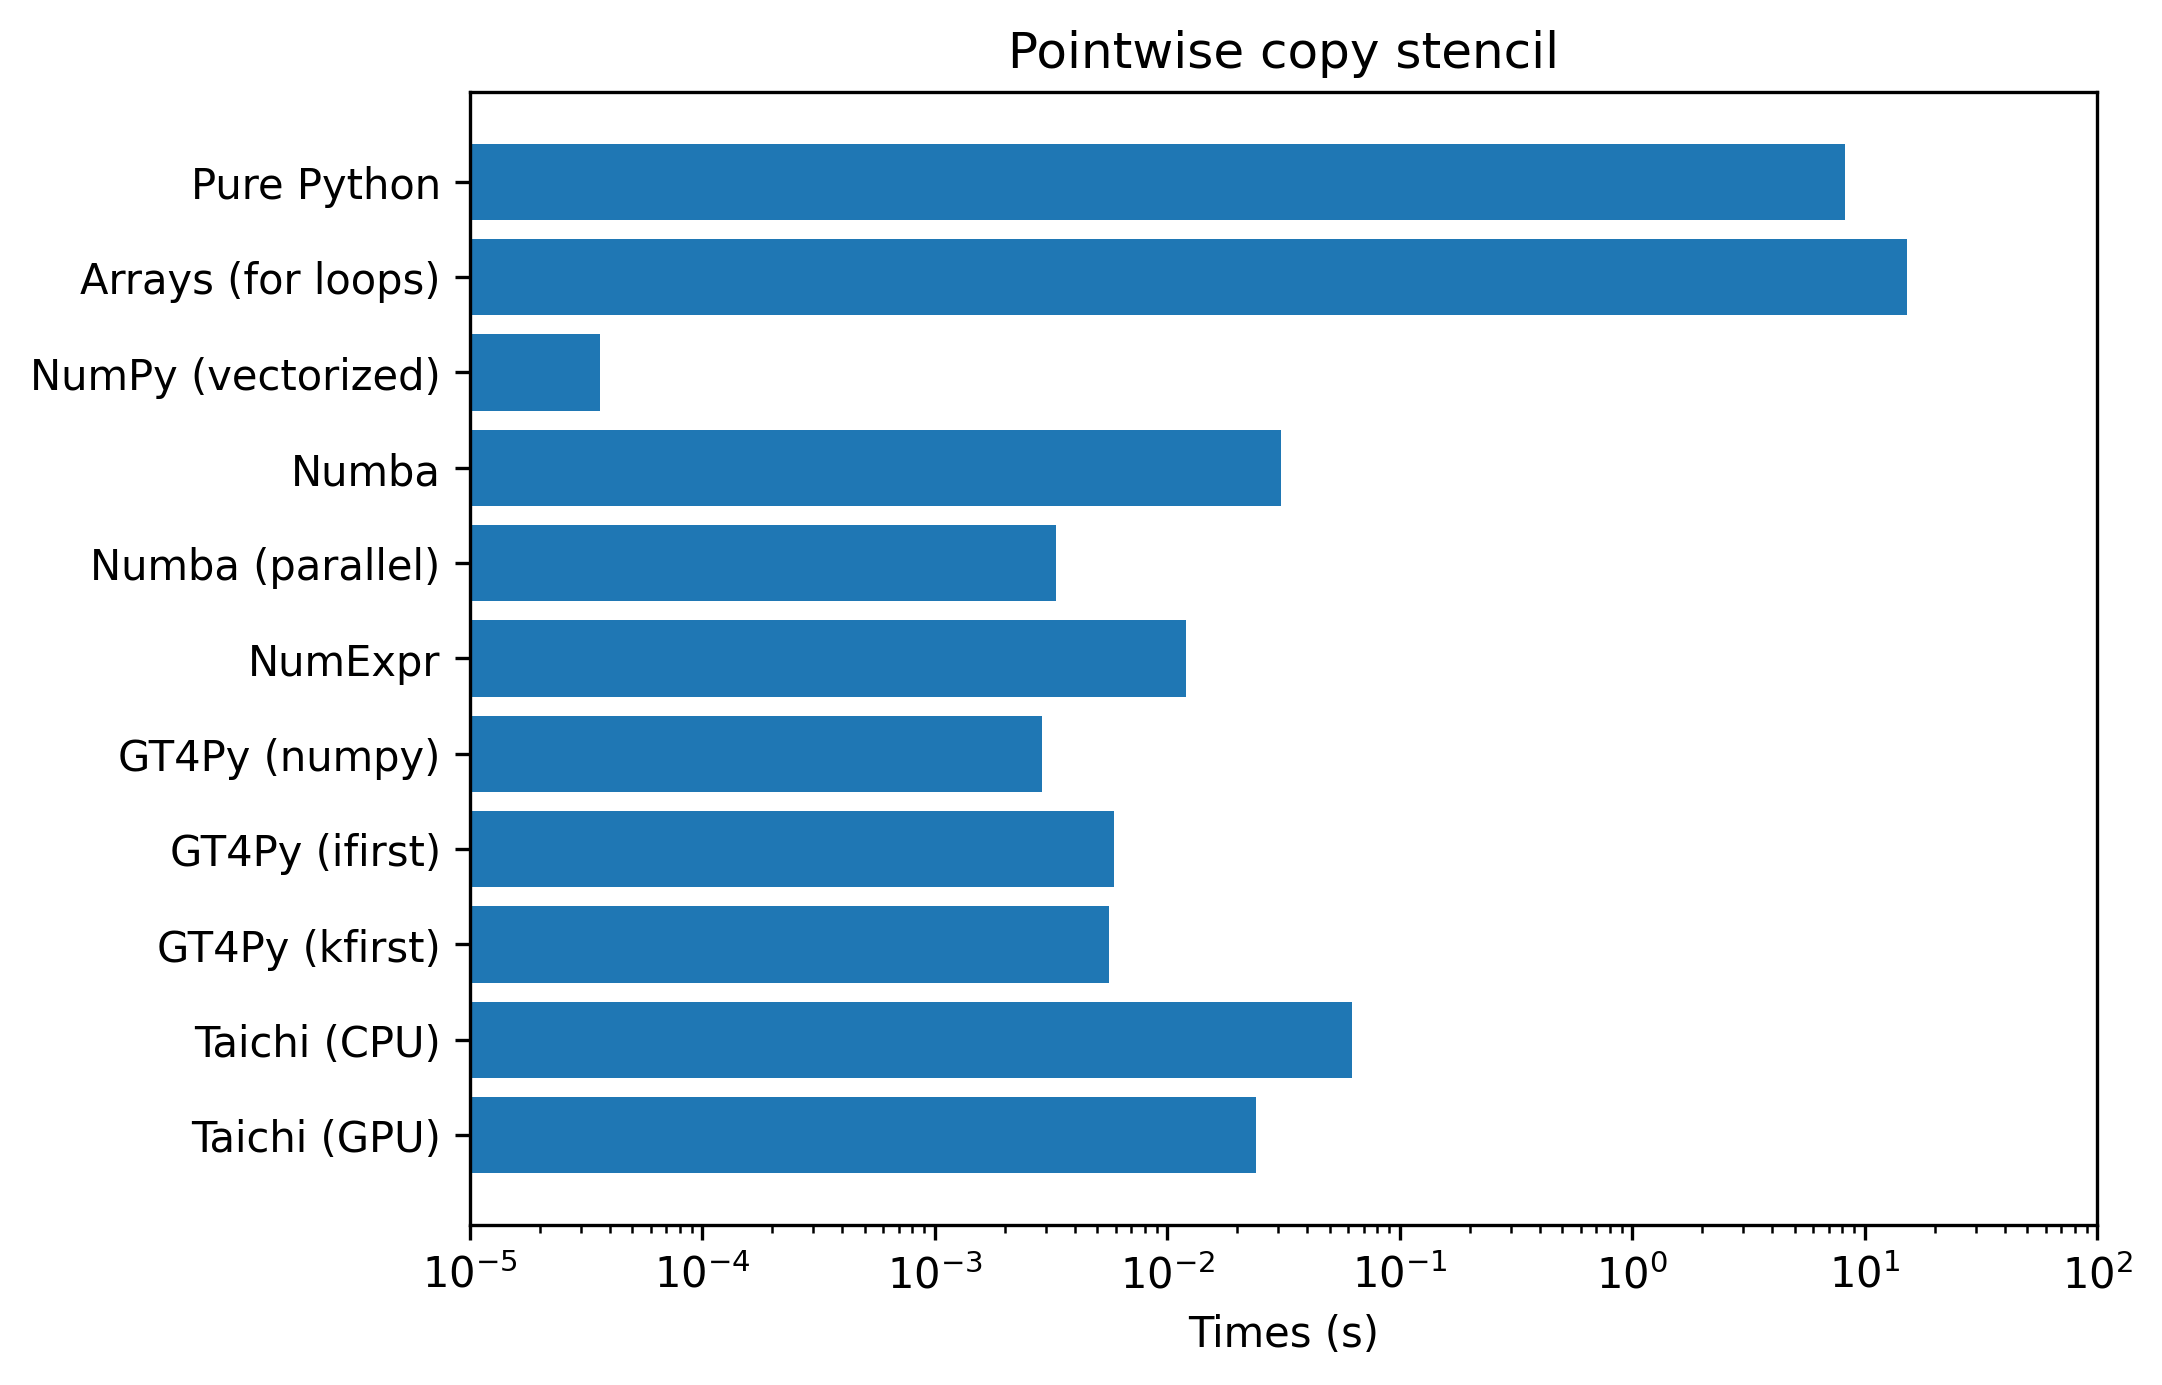 Pointwise copy stencil
Pure Python
Arrays (for loops)
NumPy (vectorized)
Numba
Numba (parallel)
NumExpr
GT4Py (numpy)
GT4Py (ifirst)
GT4Py (kfirst)
Taichi (CPU)
Taichi (GPU)
10⁻⁵ 10⁻⁴ 10⁻³ 10⁻² 10⁻¹ 10⁰ 10¹ 10²
Times (s)